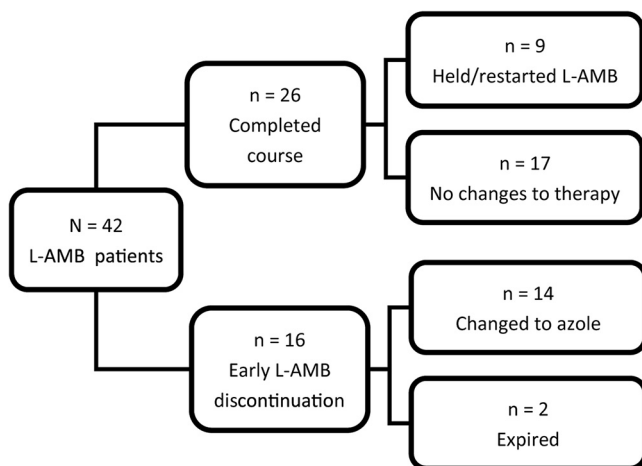 N = 42
L-AMB patients
n = 26
Completed
course
n = 9
Held/restarted L-AMB
n = 17
No changes to therapy
n = 16
Early L-AMB
discontinuation
n = 14
Changed to azole
n = 2
Expired